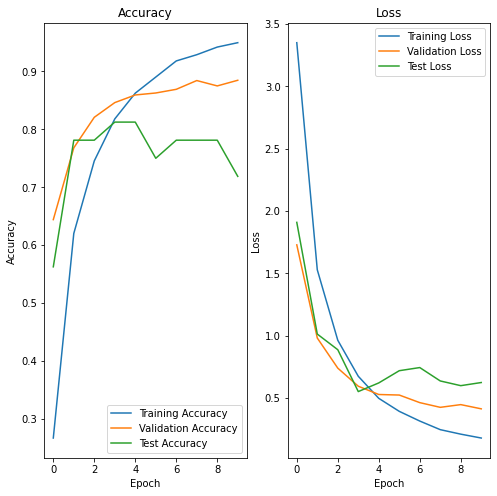 Accuracy
Accuracy
0.9
0.8
0.7
0.6
0.5
0.4
0.3
0 2 4 6 8
Epoch
Training Accuracy
Validation Accuracy
Test Accuracy
Loss
Loss
3.5
3.0
2.5
2.0
1.5
1.0
0.5
0 2 4 6 8
Epoch
Training Loss
Validation Loss
Test Loss